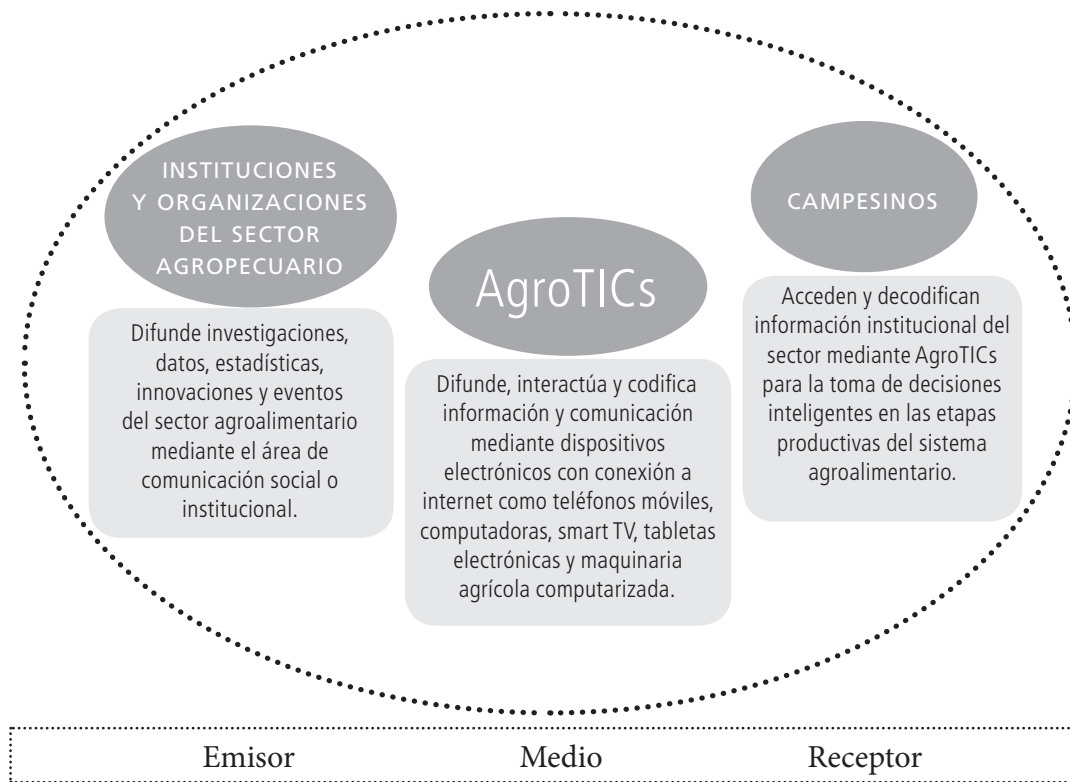 INSTITUCIONES
Y ORGANIZACIONES
DEL SECTOR
AGROPECUARIO
Difunde investigaciones,
datos, estadísticas,
innovaciones y eventos
del sector agroalimentario
mediante el área de
comunicación social o
institucional.
AgroTICs
Difunde, interactúa y codifica
información y comunicación
mediante dispositivos
electrónicos con conexión a
internet como teléfonos móviles,
computadoras, smart TV, tabletas
electrónicas y maquinaria
agrícola computarizada.
CAMPESINOS
Acceden y decodifican
información institucional del
sector mediante AgroTICs
para la toma de decisiones
inteligentes en las etapas
productivas del sistema
agroalimentario.
Emisor Medio Receptor